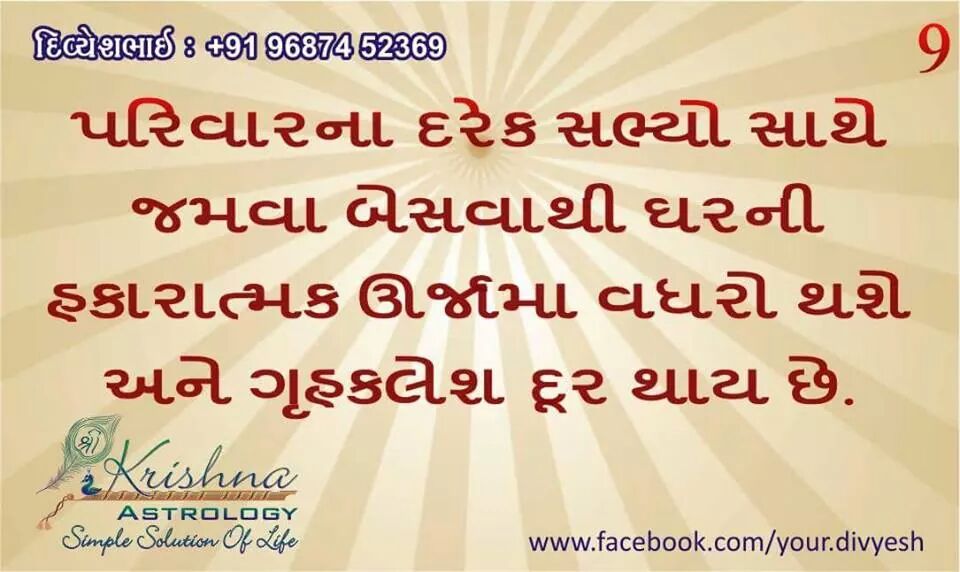 દિવ્યેશભાઈ : +91 96874 52369
9
પરિવારના દરેક સભ્યો સાથે
જમવા બેસવાથી ઘરની
હકારાત્મક ઊર્જામા વધરો થશે
અને ગૃહકલેશ દૂર થાય છે.
શ્રી
Krishna
ASTROLOGY
Simple Solution Of Life
www.facebook.com/your.divyesh